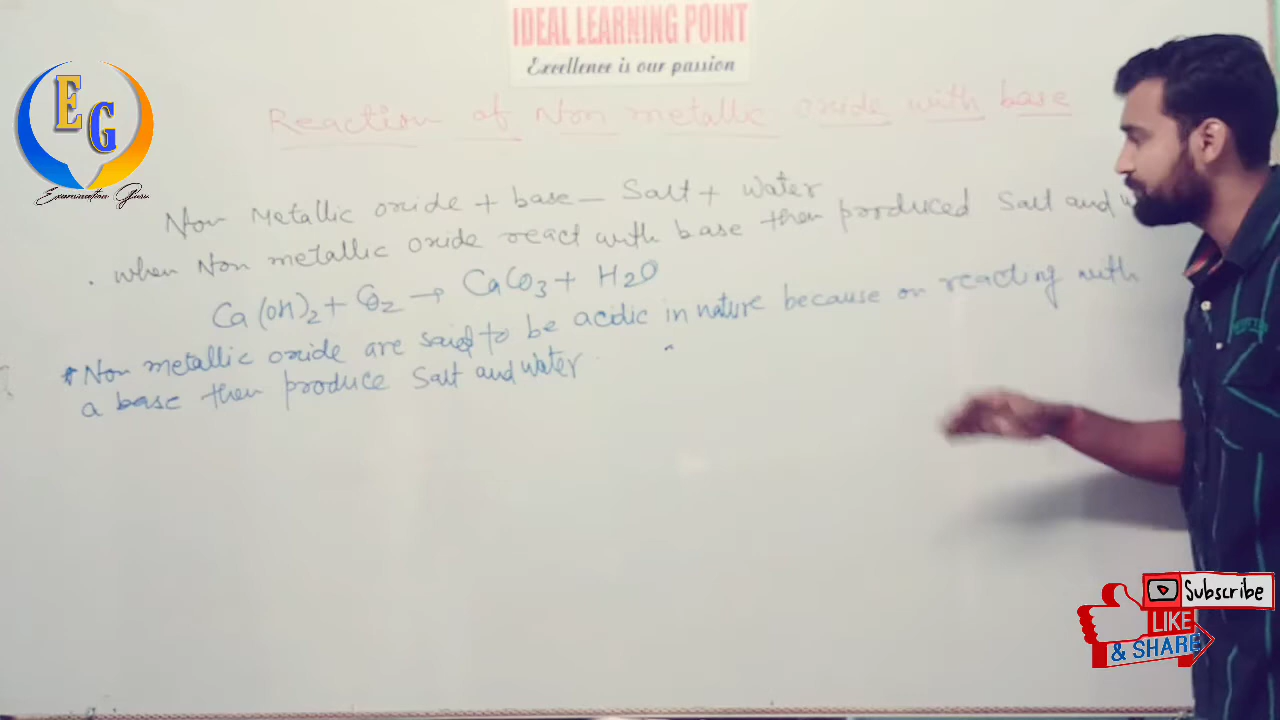 IDEAL LEARNING POINT
Excellence is our passion
EG
Examination Guru
Reaction of Non metallic oxide with base
Non Metallic oxide + base — Salt + Water
. when Non metallic oxide react with base then produced Salt and
Ca(OH)2 + CO2 → CaCO3 + H2O
* Non metallic oxide are said to be acidic in nature because on reacting with
a base then produce Salt and water.
Subscribe
LIKE
& SHARE